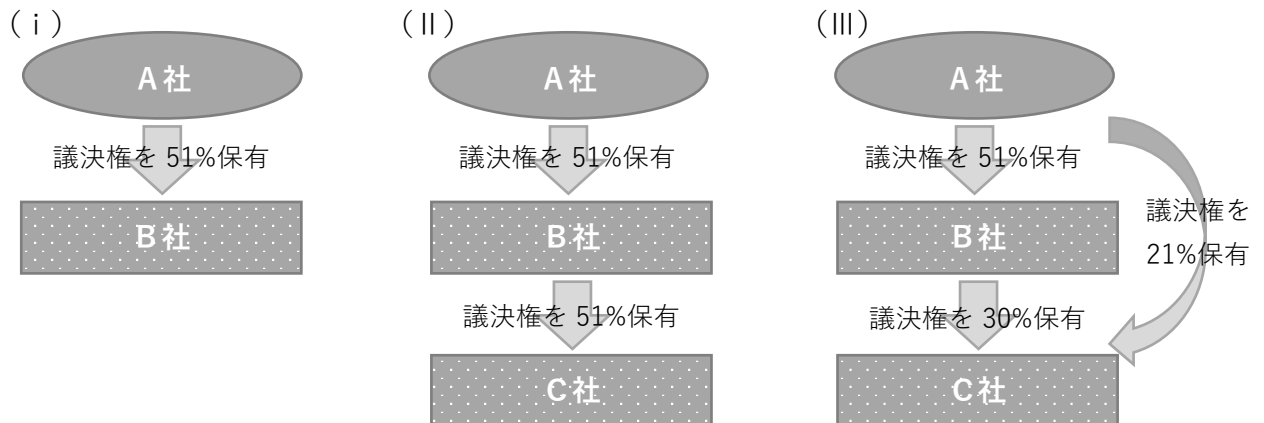 (ⅰ)
A社
議決権を 51%保有
B社
(Ⅱ)
A社
議決権を 51%保有
B社
議決権を 51%保有
C社
(Ⅲ)
A社
議決権を 51%保有
B社
議決権を 30%保有
C社
議決権を
21%保有